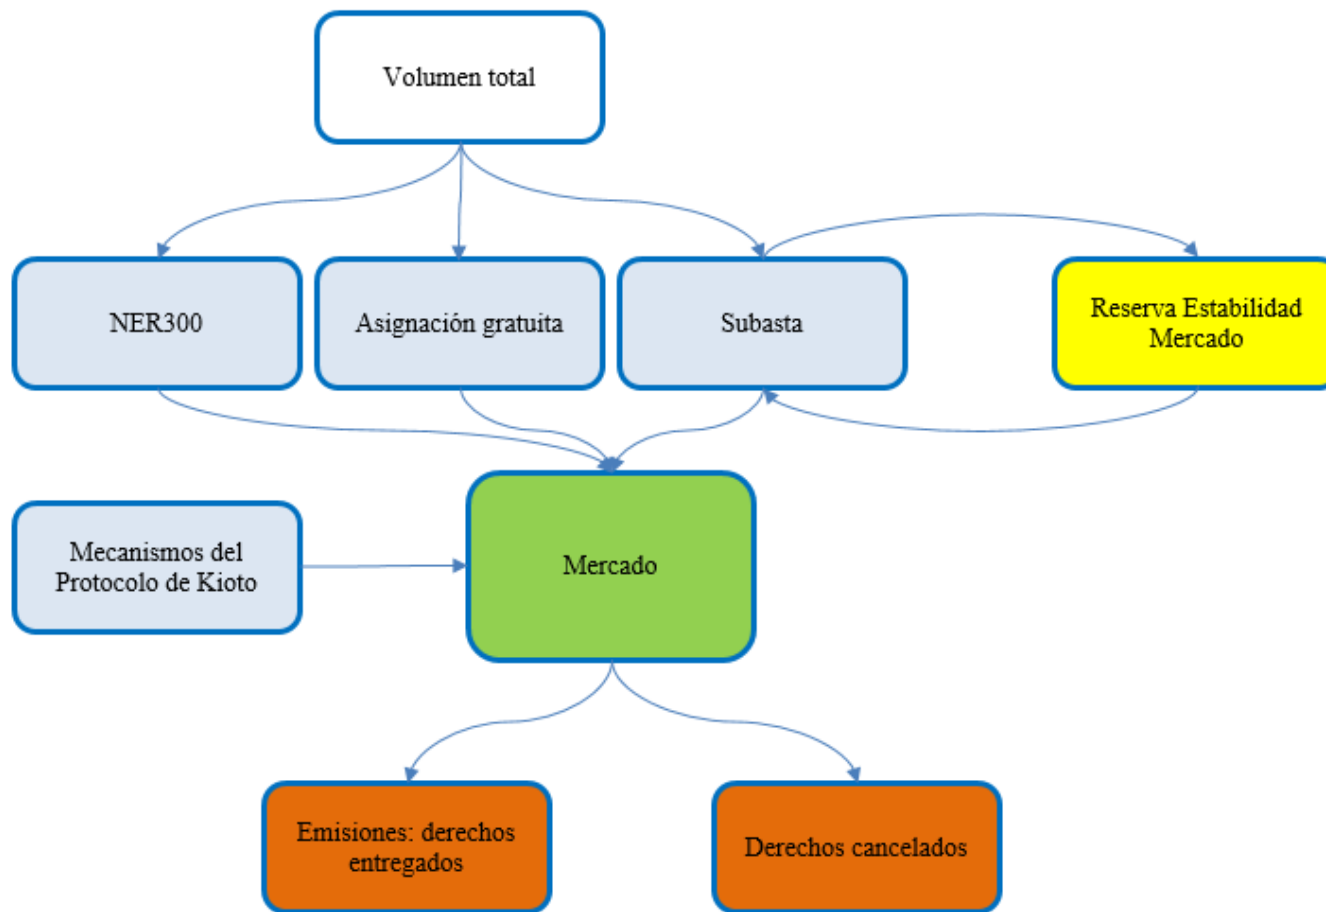 Volumen total
NER300
Asignación gratuita
Subasta
Reserva Estabilidad
Mercado
Mecanismos del
Protocolo de Kioto
Mercado
Emisiones: derechos
entregados
Derechos cancelados